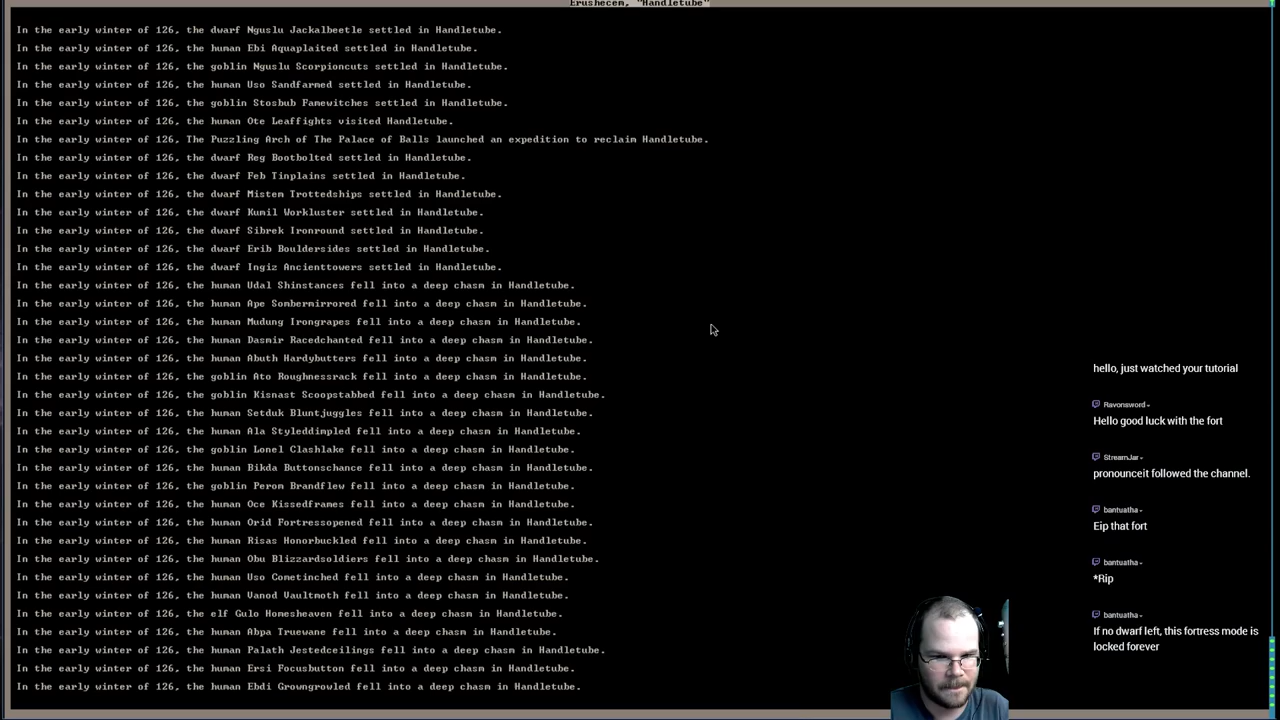 Erushecem, "Handletube"
In the early winter of 126, the dwarf Nguslu Jackalbeetle settled in Handletube.
In the early winter of 126, the human Ebi Aquaplaited settled in Handletube.
In the early winter of 126, the goblin Nguslu Scorpioncuts settled in Handletube.
In the early winter of 126, the human Uso Sandfarmed settled in Handletube.
In the early winter of 126, the goblin Stosbub Famewitches settled in Handletube.
In the early winter of 126, the human Ote Leaffights visited Handletube.
In the early winter of 126, The Puzzling Arch of The Palace of Balls launched an expedition to reclaim Handletube.
In the early winter of 126, the dwarf Reg Bootbolted settled in Handletube.
In the early winter of 126, the dwarf Feb Tinplains settled in Handletube.
In the early winter of 126, the dwarf Mistem Trottedships settled in Handletube.
In the early winter of 126, the dwarf Kumil Workluster settled in Handletube.
In the early winter of 126, the dwarf Sibrek Ironround settled in Handletube.
In the early winter of 126, the dwarf Erib Bouldersides settled in Handletube.
In the early winter of 126, the dwarf Ingiz Ancienttowers settled in Handletube.
In the early winter of 126, the human Udal Shinstances fell into a deep chasm in Handletube.
In the early winter of 126, the human Ape Sombermirrored fell into a deep chasm in Handletube.
In the early winter of 126, the human Mudung Irongrapes fell into a deep chasm in Handletube.
In the early winter of 126, the human Dasmir Racedchanted fell into a deep chasm in Handletube.
In the early winter of 126, the human Abuth Hardybutters fell into a deep chasm in Handletube.
In the early winter of 126, the goblin Ato Roughnessrack fell into a deep chasm in Handletube.
In the early winter of 126, the goblin Kisnast Scoopstabbed fell into a deep chasm in Handletube.
In the early winter of 126, the human Setduk Bluntjuggles fell into a deep chasm in Handletube.
In the early winter of 126, the human Ala Styleddimpled fell into a deep chasm in Handletube.
In the early winter of 126, the goblin Lonel Clashlake fell into a deep chasm in Handletube.
In the early winter of 126, the human Bikda Buttonschance fell into a deep chasm in Handletube.
In the early winter of 126, the goblin Perom Brandflew fell into a deep chasm in Handletube.
In the early winter of 126, the human Oce Kissedframes fell into a deep chasm in Handletube.
In the early winter of 126, the human Orid Fortressopened fell into a deep chasm in Handletube.
In the early winter of 126, the human Risas Honorbuckled fell into a deep chasm in Handletube.
In the early winter of 126, the human Obu Blizzardsoldiers fell into a deep chasm in Handletube.
In the early winter of 126, the human Uso Cometinched fell into a deep chasm in Handletube.
In the early winter of 126, the human Vanod Vaultmoth fell into a deep chasm in Handletube.
In the early winter of 126, the elf Gulo Homesheaven fell into a deep chasm in Handletube.
In the early winter of 126, the human Abpa Truewane fell into a deep chasm in Handletube.
In the early winter of 126, the human Palath Jestedceilings fell into a deep chasm in Handletube.
In the early winter of 126, the human Ersi Focusbutton fell into a deep chasm in Handletube.
In the early winter of 126, the human Ebdi Growngrowled fell into a deep chasm in Handletube.
hello, just watched your tutorial
Ravonsword
Hello good luck with the fort
StreamJar
pronounceit followed the channel.
bantuatha
Eip that fort
bantuatha
*Rip
bantuatha
If no dwarf left, this fortress mode is
locked forever